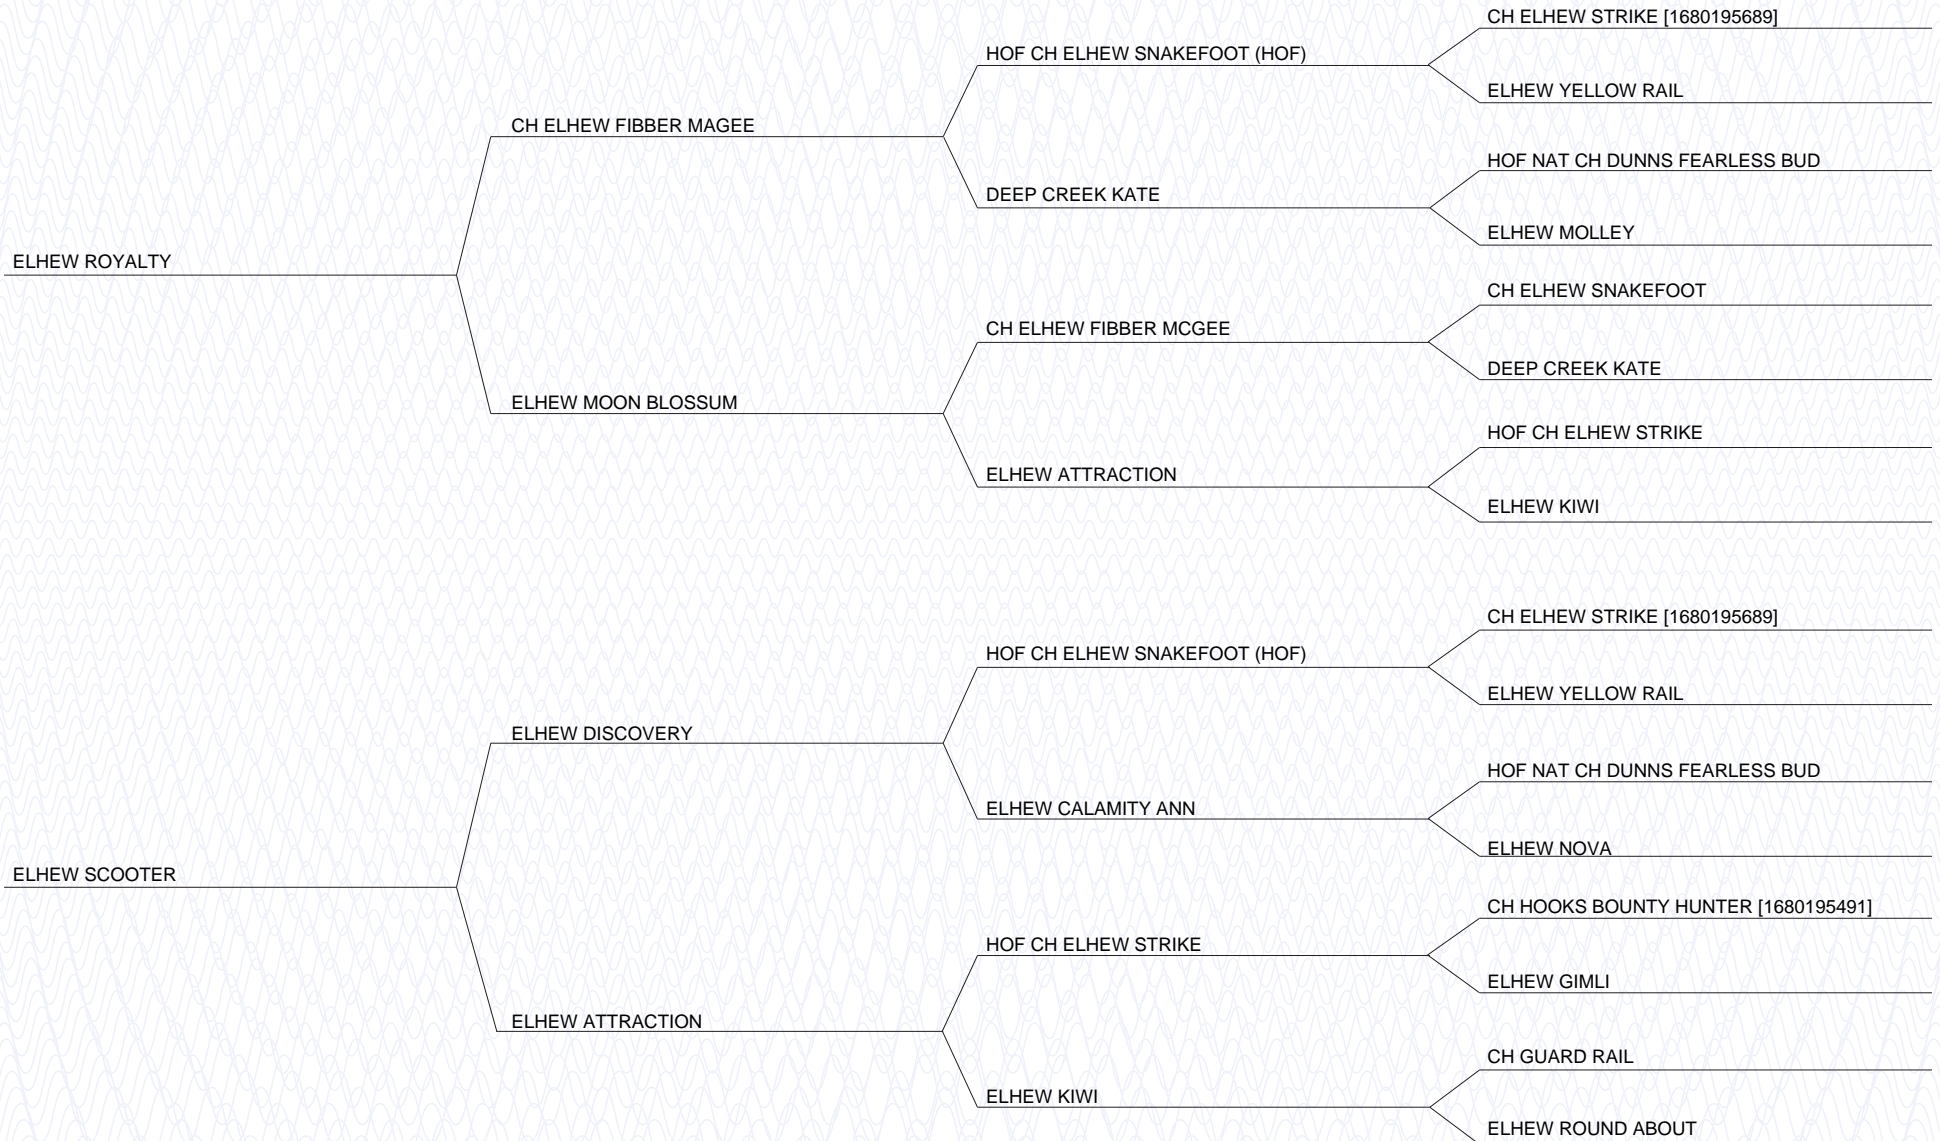 CH ELHEW STRIKE [1680195689]
HOF CH ELHEW SNAKEFOOT (HOF)
ELHEW YELLOW RAIL
CH ELHEW FIBBER MAGEE
HOF NAT CH DUNNS FEARLESS BUD
DEEP CREEK KATE
ELHEW MOLLEY
ELHEW ROYALTY
CH ELHEW SNAKEFOOT
CH ELHEW FIBBER MCGEE
DEEP CREEK KATE
ELHEW MOON BLOSSUM
HOF CH ELHEW STRIKE
ELHEW ATTRACTION
ELHEW KIWI
CH ELHEW STRIKE [1680195689]
HOF CH ELHEW SNAKEFOOT (HOF)
ELHEW YELLOW RAIL
ELHEW DISCOVERY
HOF NAT CH DUNNS FEARLESS BUD
ELHEW CALAMITY ANN
ELHEW NOVA
ELHEW SCOOTER
CH HOOKS BOUNTY HUNTER [1680195491]
HOF CH ELHEW STRIKE
ELHEW GIMLI
ELHEW ATTRACTION
CH GUARD RAIL
ELHEW KIWI
ELHEW ROUND ABOUT